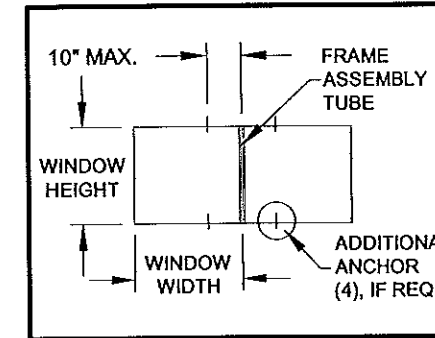 10" MAX.
FRAME
ASSEMBLY
TUBE
WINDOW
HEIGHT
WINDOW
WIDTH
ADDITIONA
ANCHOR
(4), IF REQ